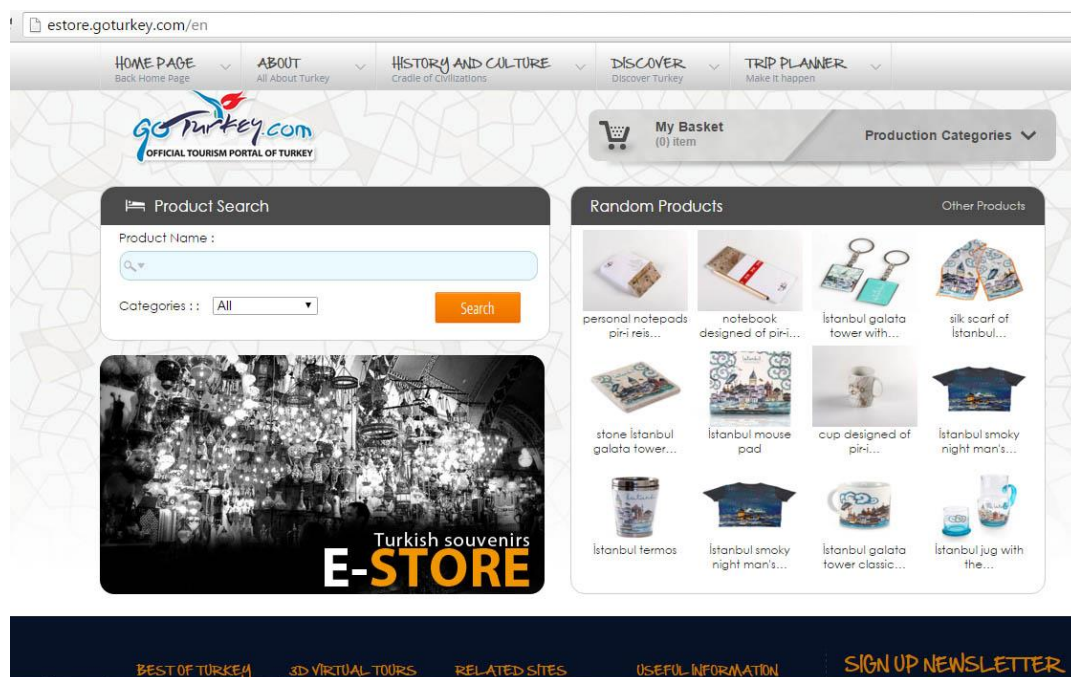 estore.goturkey.com/en
HOME PAGE
Back Home Page
ABOUT
All About Turkey
HISTORY AND CULTURE
Cradle of Civilizations
DISCOVER
Discover Turkey
TRIP PLANNER
Make It happen
goTurkey.com
OFFICIAL TOURISM PORTAL OF TURKEY
My Basket
(0) item
Production Categories
Product Search
Product Name :
Categories : :
All
Search
Turkish souvenirs
E-STORE
Random Products
Other Products
personal notepads
pir-i reis...
notebook
designed of pir-i...
İstanbul galata
tower with...
silk scarf of
İstanbul...
stone İstanbul
galata tower...
İstanbul mouse
pad
cup designed of
pir-i...
İstanbul smoky
night man's...
İstanbul termos
İstanbul smoky
night man's...
İstanbul galata
tower classic...
İstanbul jug with
the...
BEST OF TURKEY
3D VIRTUAL TOURS
RELATED SITES
USEFUL INFORMATION
SIGN UP NEWSLETTER